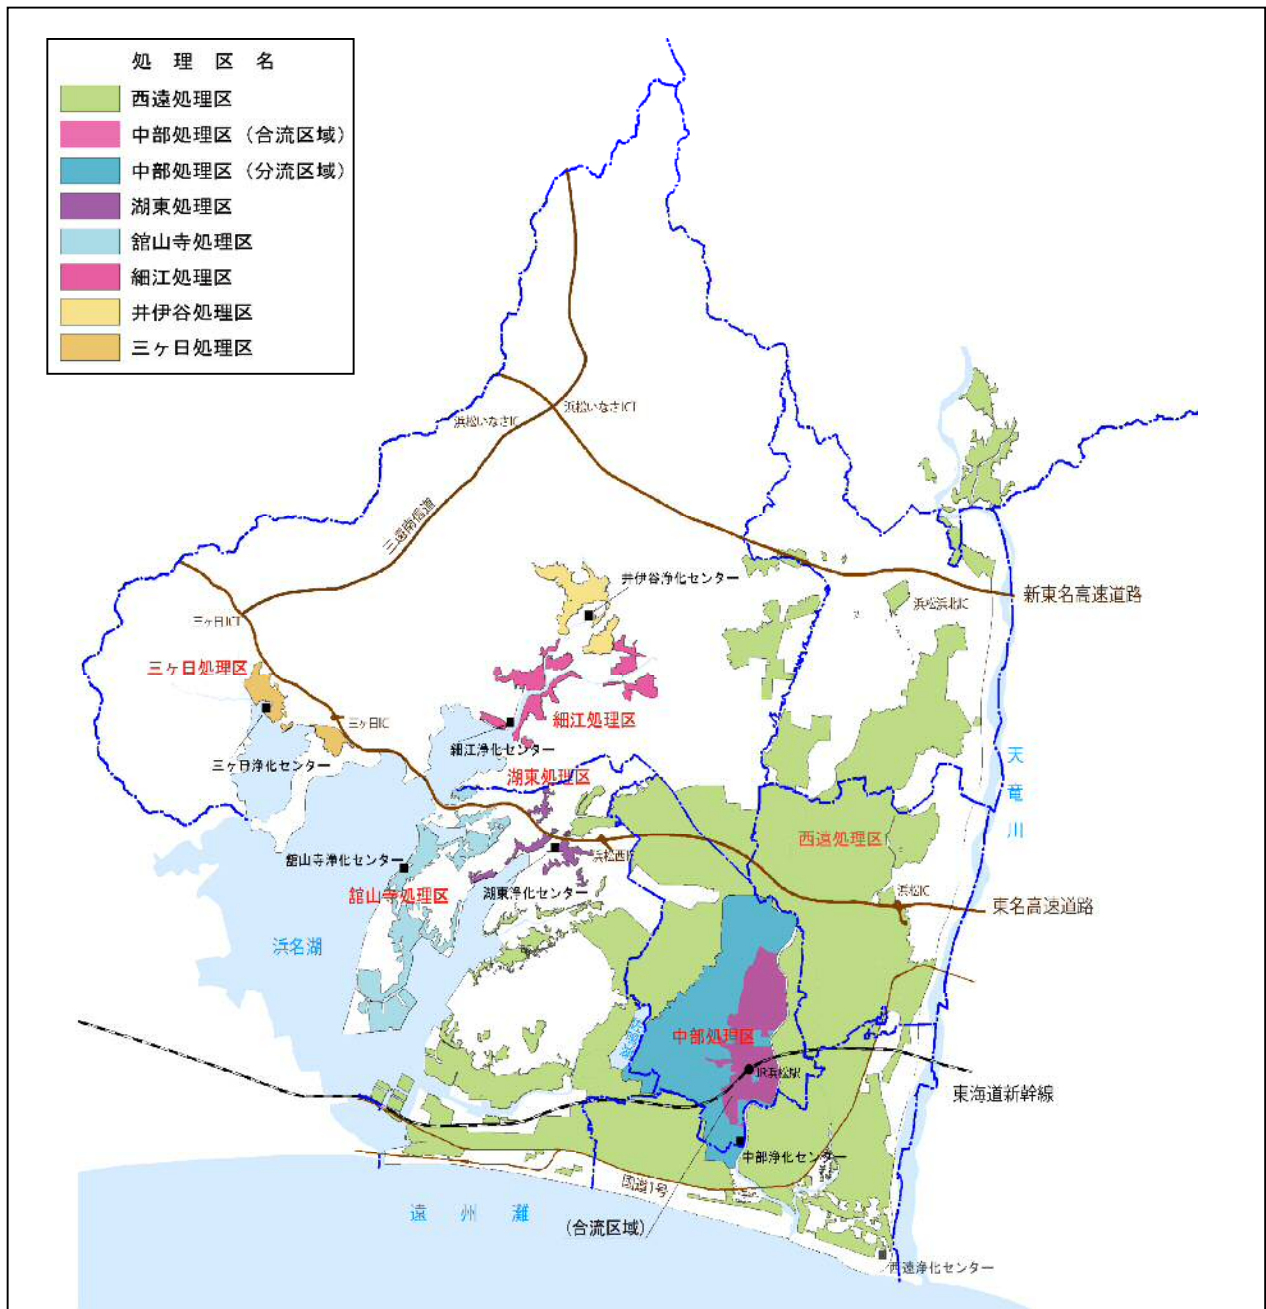 処理区名
西遠処理区
中部処理区（合流区域）
中部処理区（分流区域）
湖東処理区
舘山寺処理区
細江処理区
井伊谷処理区
三ヶ日処理区
浜松いなさIC
浜松いなさJCT
三遠南信道
井伊谷浄化センター
新東名高速道路
浜松浜北IC
三ヶ日JCT
三ヶ日処理区
三ヶ日IC
細江処理区
細江浄化センター
三ヶ日浄化センター
湖東処理区
天竜川
西遠処理区
浜松西IC
舘山寺浄化センター
舘山寺処理区
湖東浄化センター
浜松IC
東名高速道路
浜名湖
中部処理区
JR浜松駅
東海道新幹線
中部浄化センター
国道1号
遠州灘
(合流区域)
西遠浄化センター